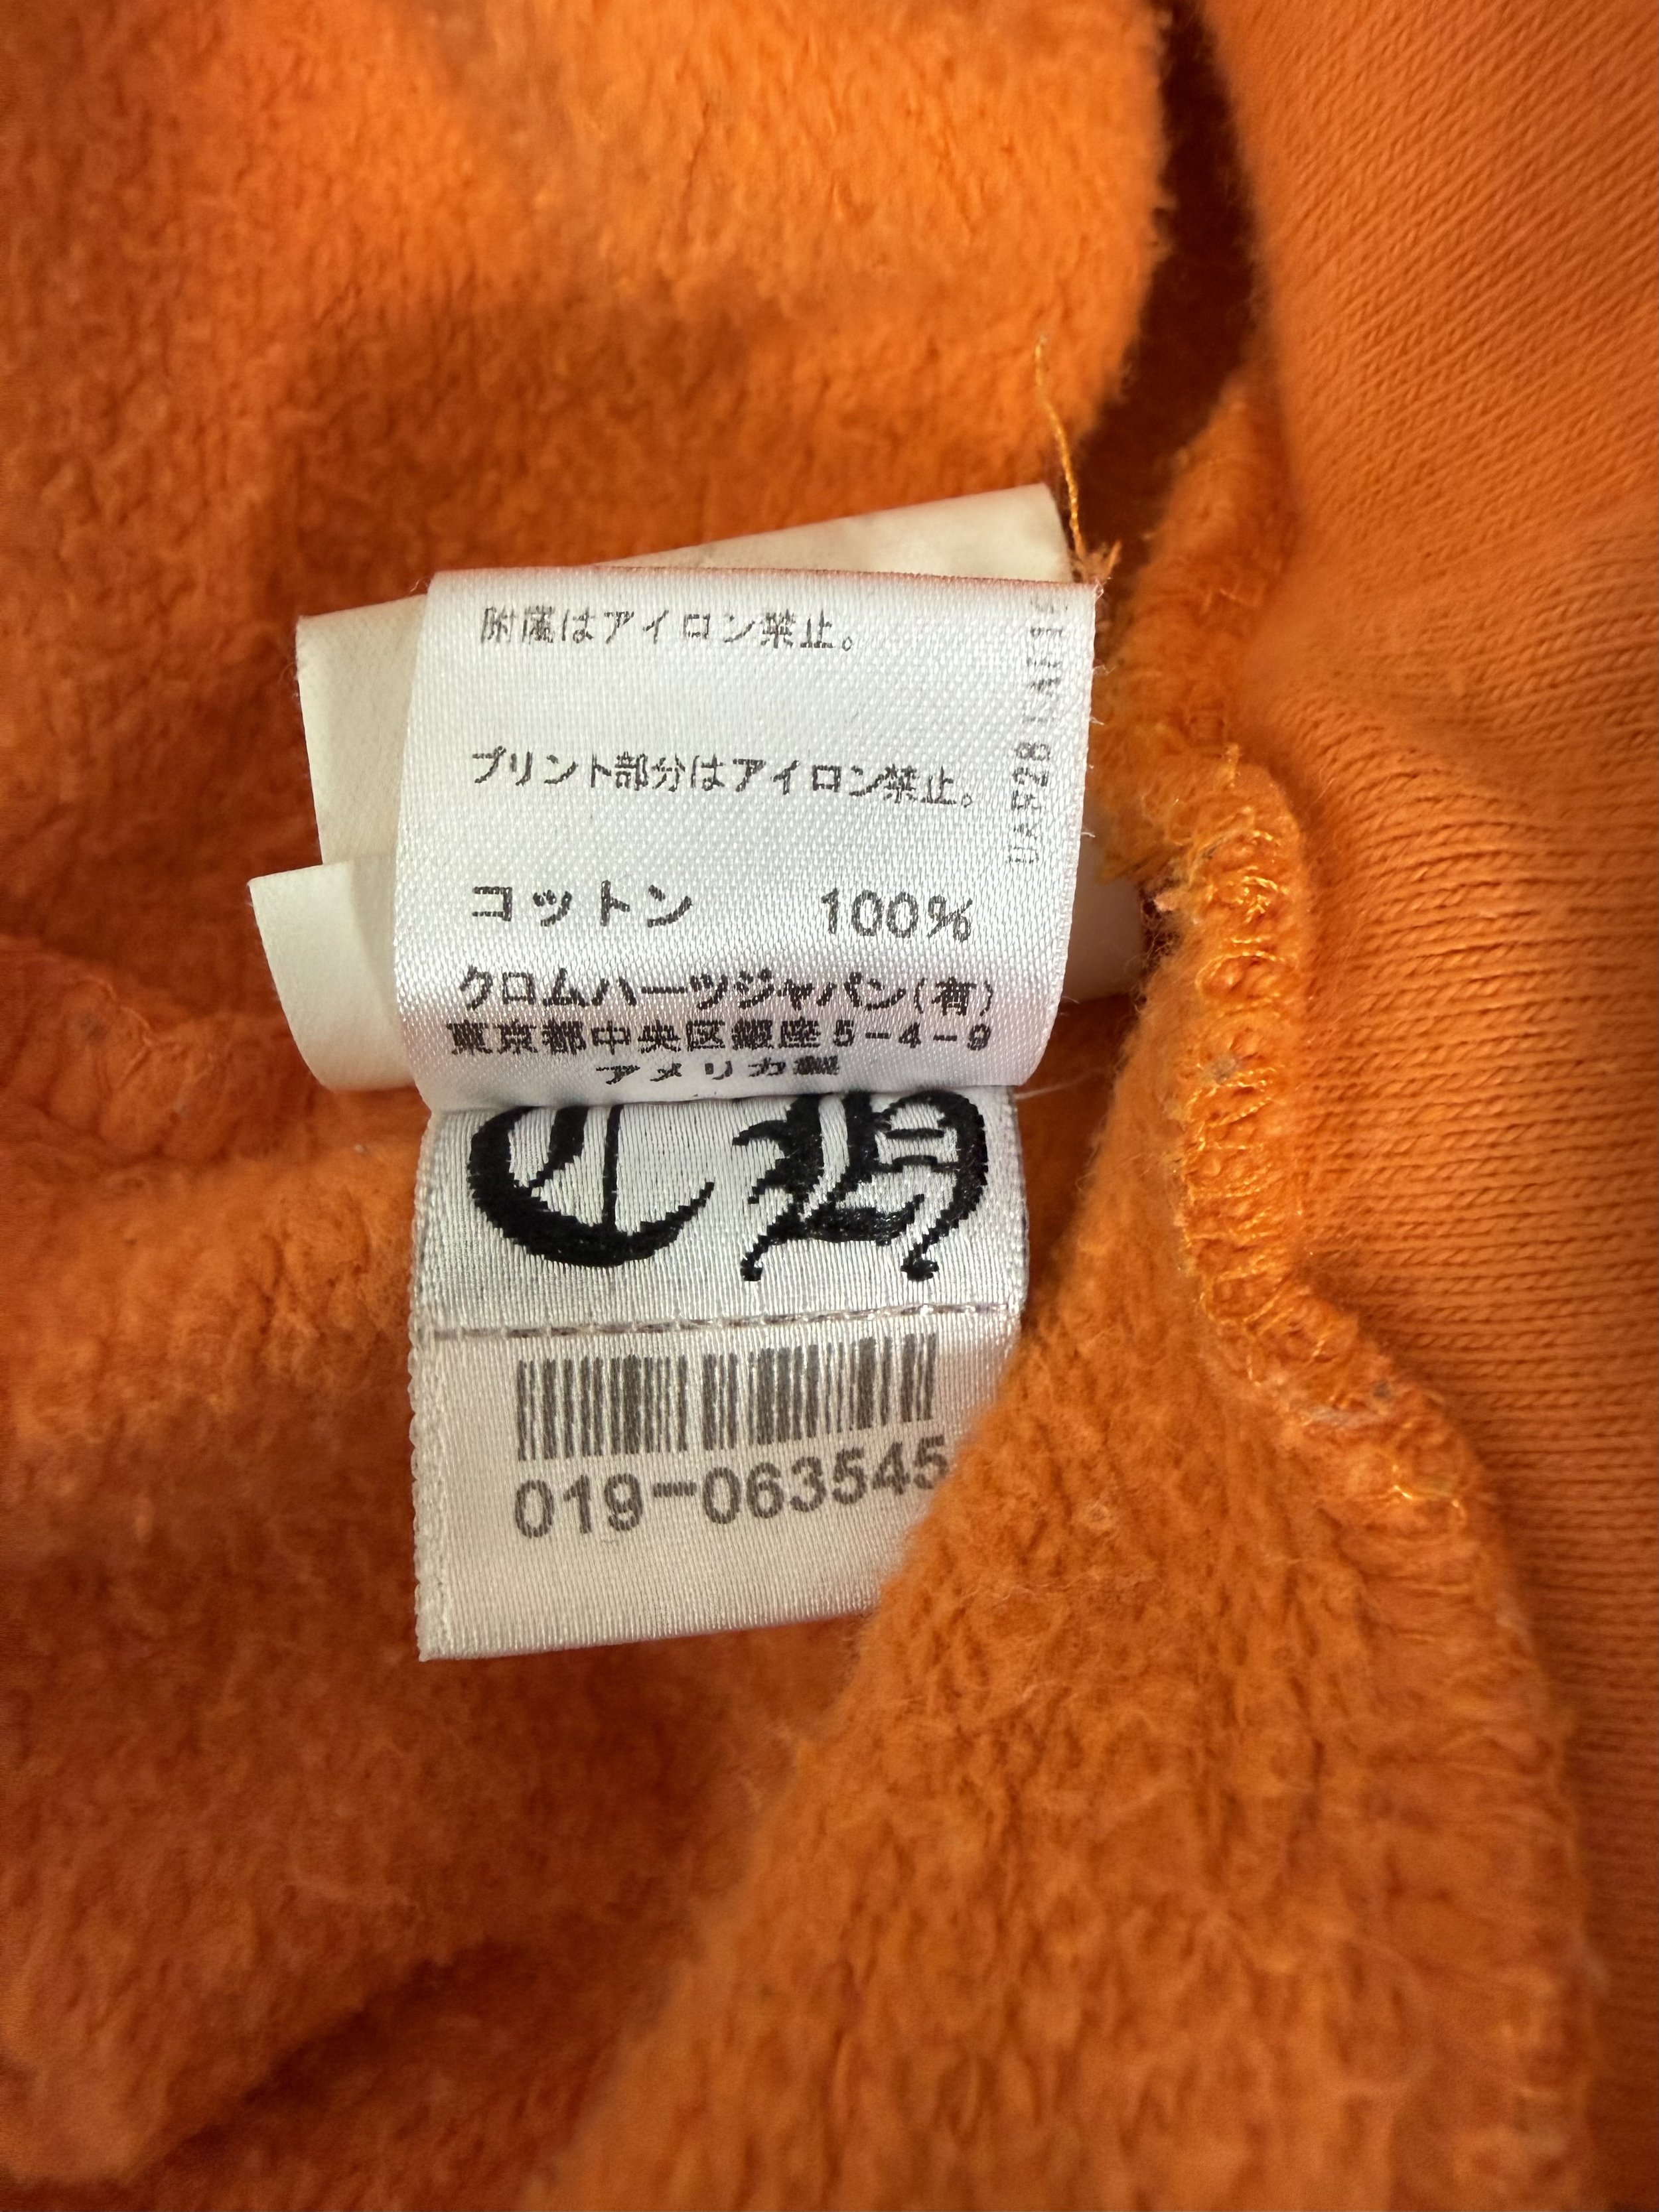 附属はアイロン禁止。
プリント部分はアイロン禁止。
コットン 100%
クロムハーツジャパン(有)
東京都中央区銀座5-4-9
アメリカ製
CH
019-063545